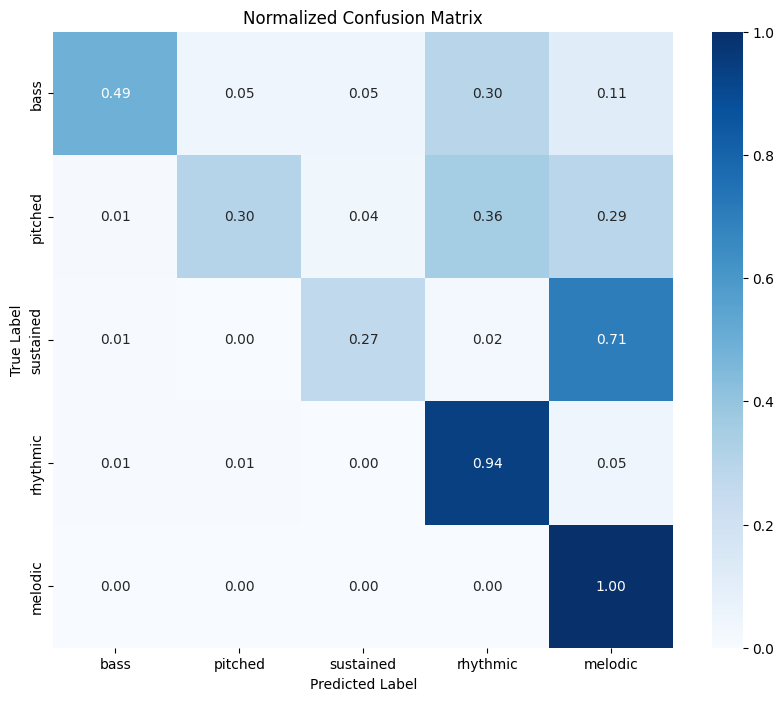 Normalized Confusion Matrix
1.0
bass 0.49 0.05 0.05 0.30 0.11
0.8
pitched 0.01 0.30 0.04 0.36 0.29
0.6
True Label
sustained 0.01 0.00 0.27 0.02 0.71
0.4
rhythmic 0.01 0.01 0.00 0.94 0.05
0.2
melodic 0.00 0.00 0.00 0.00 1.00
0.0
bass pitched sustained rhythmic melodic
Predicted Label